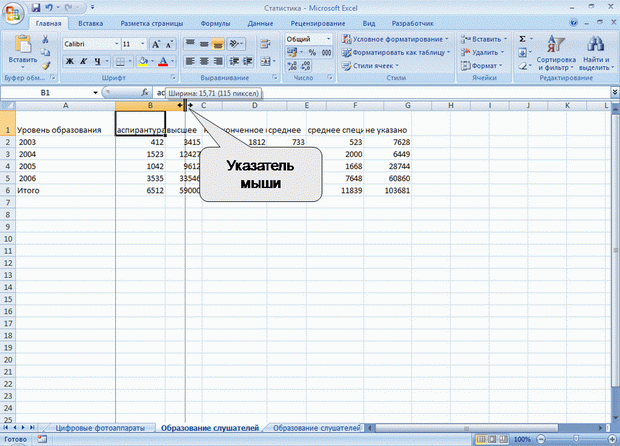 Статистика - Microsoft Excel
Главная Вставка Разметка страницы Формулы Данные Рецензирование Вид Разработчик
Calibri 11 Общий Условное форматирование Вставить Σ
Вставить Ж К Ч % 000 Форматировать как таблицу Удалить Сортировка и фильтр Найти и выделить
Стили ячеек Формат
Буфер обм... Шрифт Выравнивание Число Стили Ячейки Редактирование
B1 fx ас Ширина: 15,71 (115 пиксел)
A B C D E F G H I J K L
1 Уровень образования аспирантура высшее среднее не указано
2 2003 412 3415 1812 733 523 7628
3 2004 1523 12427 2000 6449
4 2005 1042 9612 1668 28744
5 2006 3535 33546 7648 60860
6 Итого 6512 59000 11839 103681
Указатель
мыши
7
8
9
10
11
12
13
14
15
16
17
18
19
20
21
22
23
24
25
Цифровые фотоаппараты Образование слушателей Образование слушателей
Готово 100%